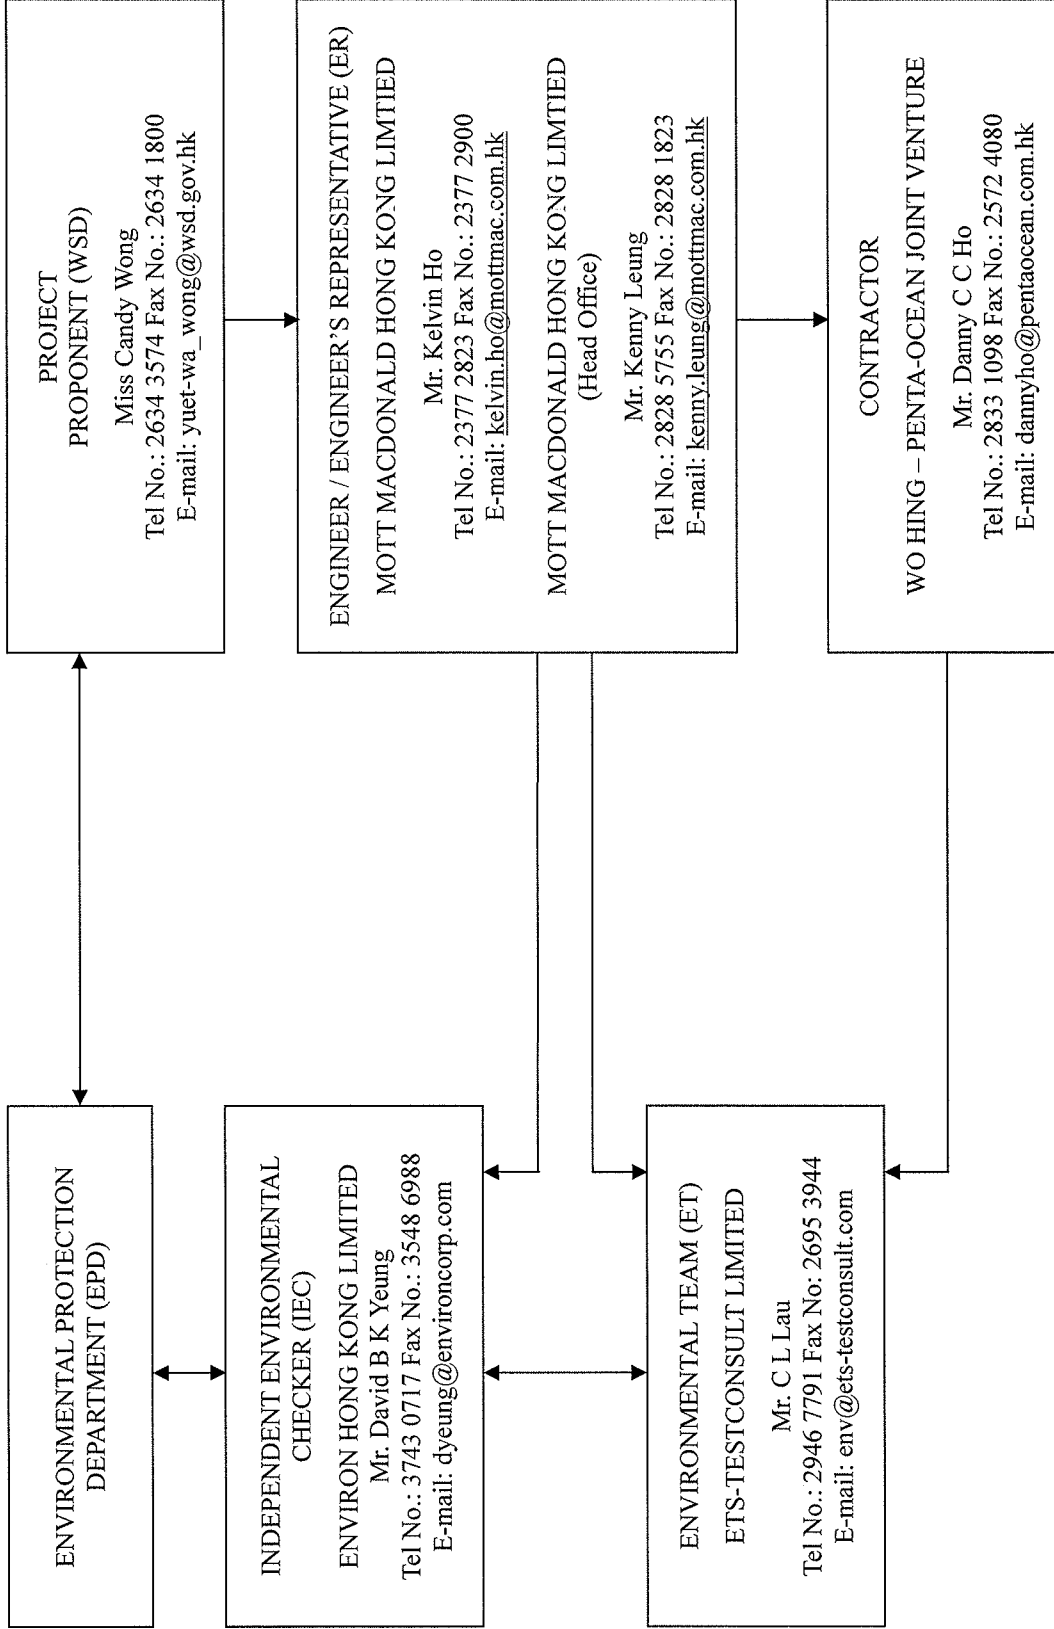 ENVIRONMENTAL PROTECTION
DEPARTMENT (EPD)
PROJECT
PROPONENT (WSD)
Miss Candy Wong
Tel No.: 2634 3574 Fax No.: 2634 1800
E-mail: yuet-wa_wong@wsd.gov.hk
INDEPENDENT ENVIRONMENTAL
CHECKER (IEC)
ENVIRON HONG KONG LIMITED
Mr. David B K Yeung
Tel No.: 3743 0717 Fax No.: 3548 6988
E-mail: dyeung@environcorp.com
ENGINEER / ENGINEER'S REPRESENTATIVE (ER)
MOTT MACDONALD HONG KONG LIMTIED
Mr. Kelvin Ho
Tel No.: 2377 2823 Fax No.: 2377 2900
E-mail: kelvin.ho@mottmac.com.hk
MOTT MACDONALD HONG KONG LIMTIED
(Head Office)
Mr. Kenny Leung
Tel No.: 2828 5755 Fax No.: 2828 1823
E-mail: kenny.leung@mottmac.com.hk
ENVIRONMENTAL TEAM (ET)
ETS-TESTCONSULT LIMITED
Mr. C L Lau
Tel No.: 2946 7791 Fax No: 2695 3944
E-mail: env@ets-testconsult.com
CONTRACTOR
WO HING – PENTA-OCEAN JOINT VENTURE
Mr. Danny C C Ho
Tel No.: 2833 1098 Fax No.: 2572 4080
E-mail: dannyho@pentaocean.com.hk